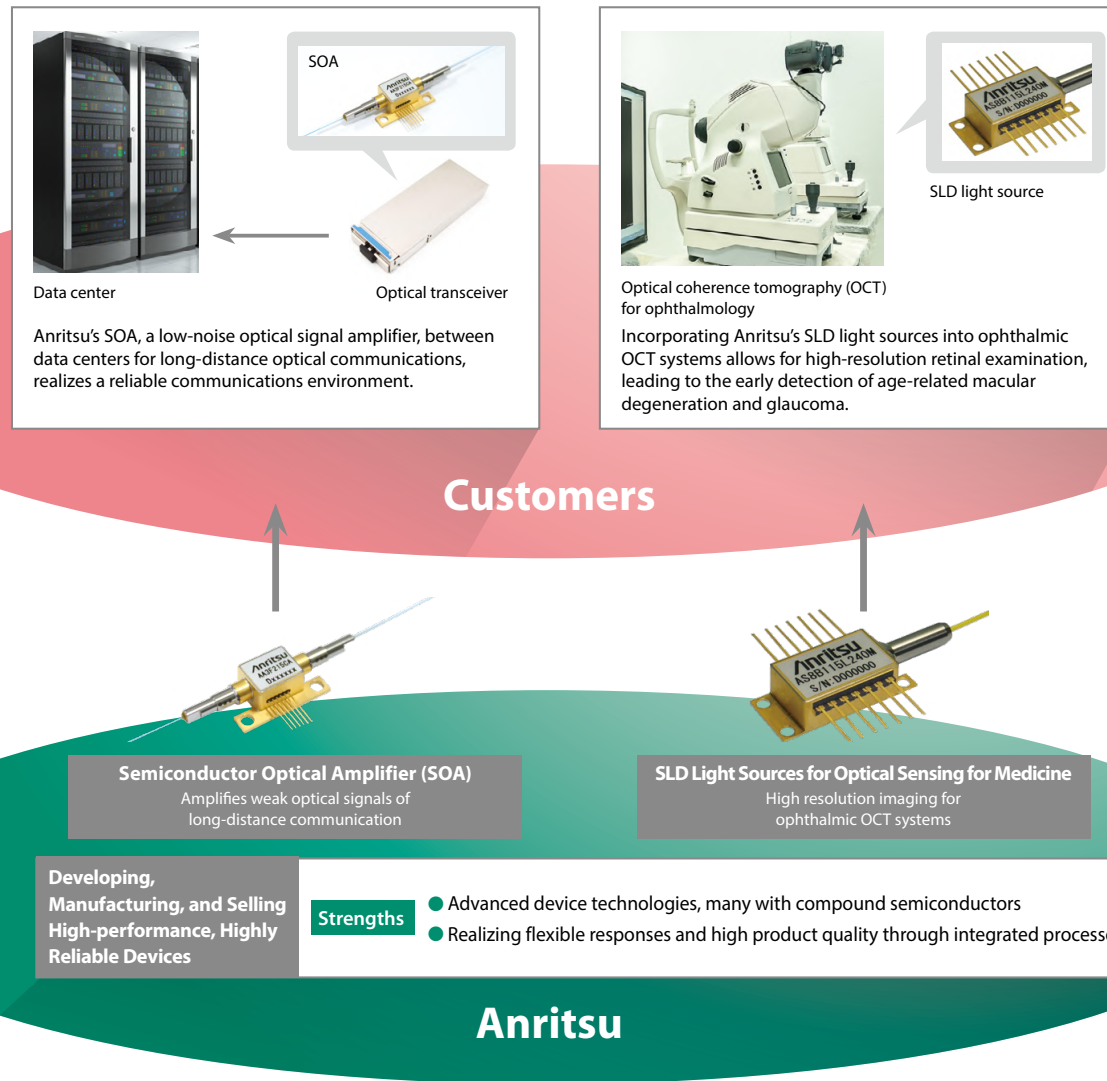 SOA
Data center
Optical transceiver
Anritsu's SOA, a low-noise optical signal amplifier, between
data centers for long-distance optical communications,
realizes a reliable communications environment.
Anritsu
AS8B115L240M
S/N:D000000
SLD light source
Optical coherence tomography (OCT)
for ophthalmology
Incorporating Anritsu's SLD light sources into ophthalmic
OCT systems allows for high-resolution retinal examination,
leading to the early detection of age-related macular
degeneration and glaucoma.
Customers
Anritsu
AA3F215CA
Dxxxxxx
Anritsu
AS8B115L240M
S/N:D000000
Semiconductor Optical Amplifier (SOA)
Amplifies weak optical signals of
long-distance communication
SLD Light Sources for Optical Sensing for Medicine
High resolution imaging for
ophthalmic OCT systems
Developing,
Manufacturing, and Selling
High-performance, Highly
Reliable Devices
Strengths
● Advanced device technologies, many with compound semiconductors
● Realizing flexible responses and high product quality through integrated
Anritsu